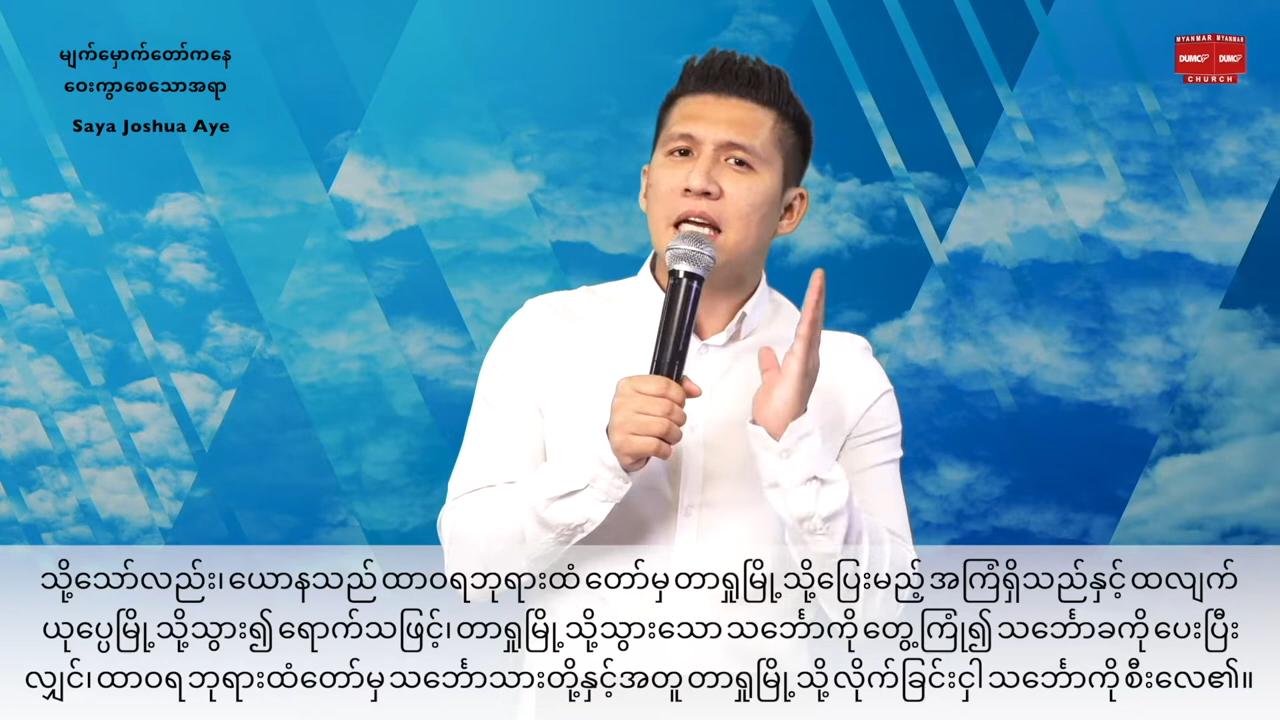 မျက်မှောက်တော်ကနေ
ဝေးကွာစေသောအရာ
Saya Joshua Aye
MYANMAR MYANMAR
DUMC DUMC
CHURCH
သို့သော်လည်း၊ ယောနသည် ထာဝရဘုရားထံ တော်မှ တာရှုမြို့သို့ပြေးမည့် အကြံရှိသည်နှင့် ထလျက်
ယုပ္ပေမြို့သို့သွား၍ ရောက်သဖြင့်၊ တာရှုမြို့သို့သွားသော သင်္ဘောကို တွေ့ကြုံ၍ သင်္ဘောခကို ပေးပြီး
လျှင်၊ ထာဝရ ဘုရားထံတော်မှ သင်္ဘောသားတို့နှင့်အတူ တာရှုမြို့သို့ လိုက်ခြင်းငှါ သင်္ဘောကို စီးလေ၏။